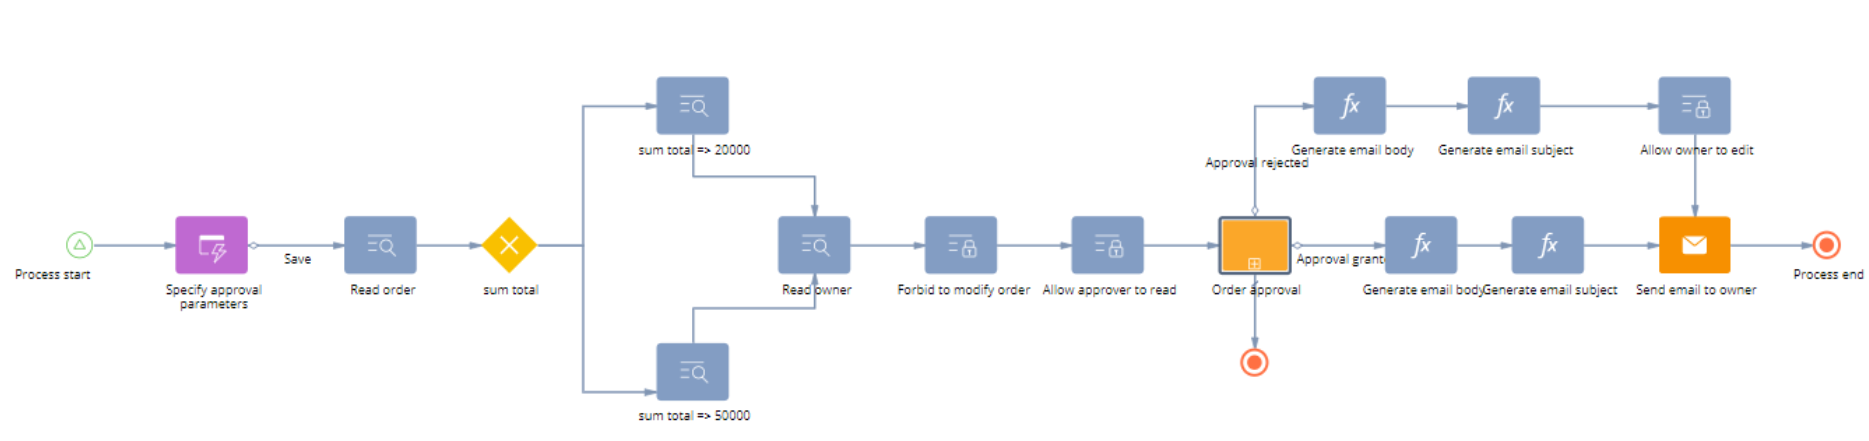 sum total => 20000
Generate email body
Generate email subject
Allow owner to edit
Approval rejected
Process start
Save
Specify approval
parameters
Read order
sum total
Read owner
Forbid to modify order
Allow approver to read
Order approval
Approval grant
Generate email body
Generate email subject
Send email to owner
Process end
sum total => 50000